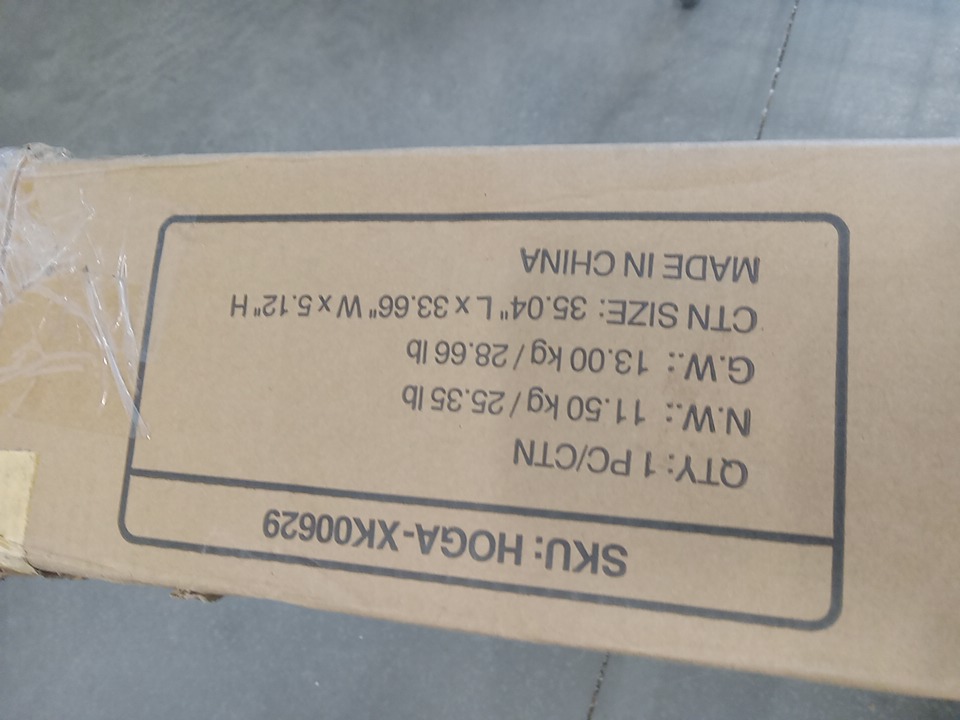 SKU: HOGA-XK00629
QTY: 1 PC/CTN
N.W.: 11.50 kg / 25.35 lb
G.W.: 13.00 kg / 28.66 lb
CTN SIZE: 35.04" L x 33.66" W x 5.12" H
MADE IN CHINA